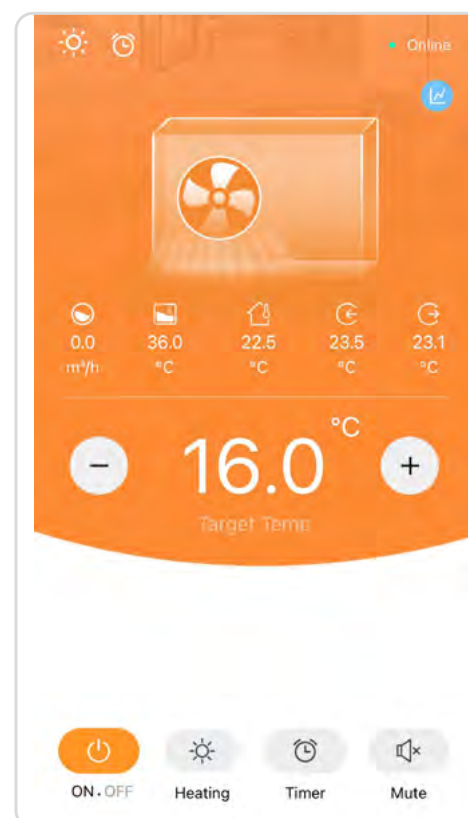 Online
0.0 36.0 22.5 23.5 23.1
m³/h °C °C °C °C
16.0 °C
Target Temp
ON . OFF Heating Timer Mute